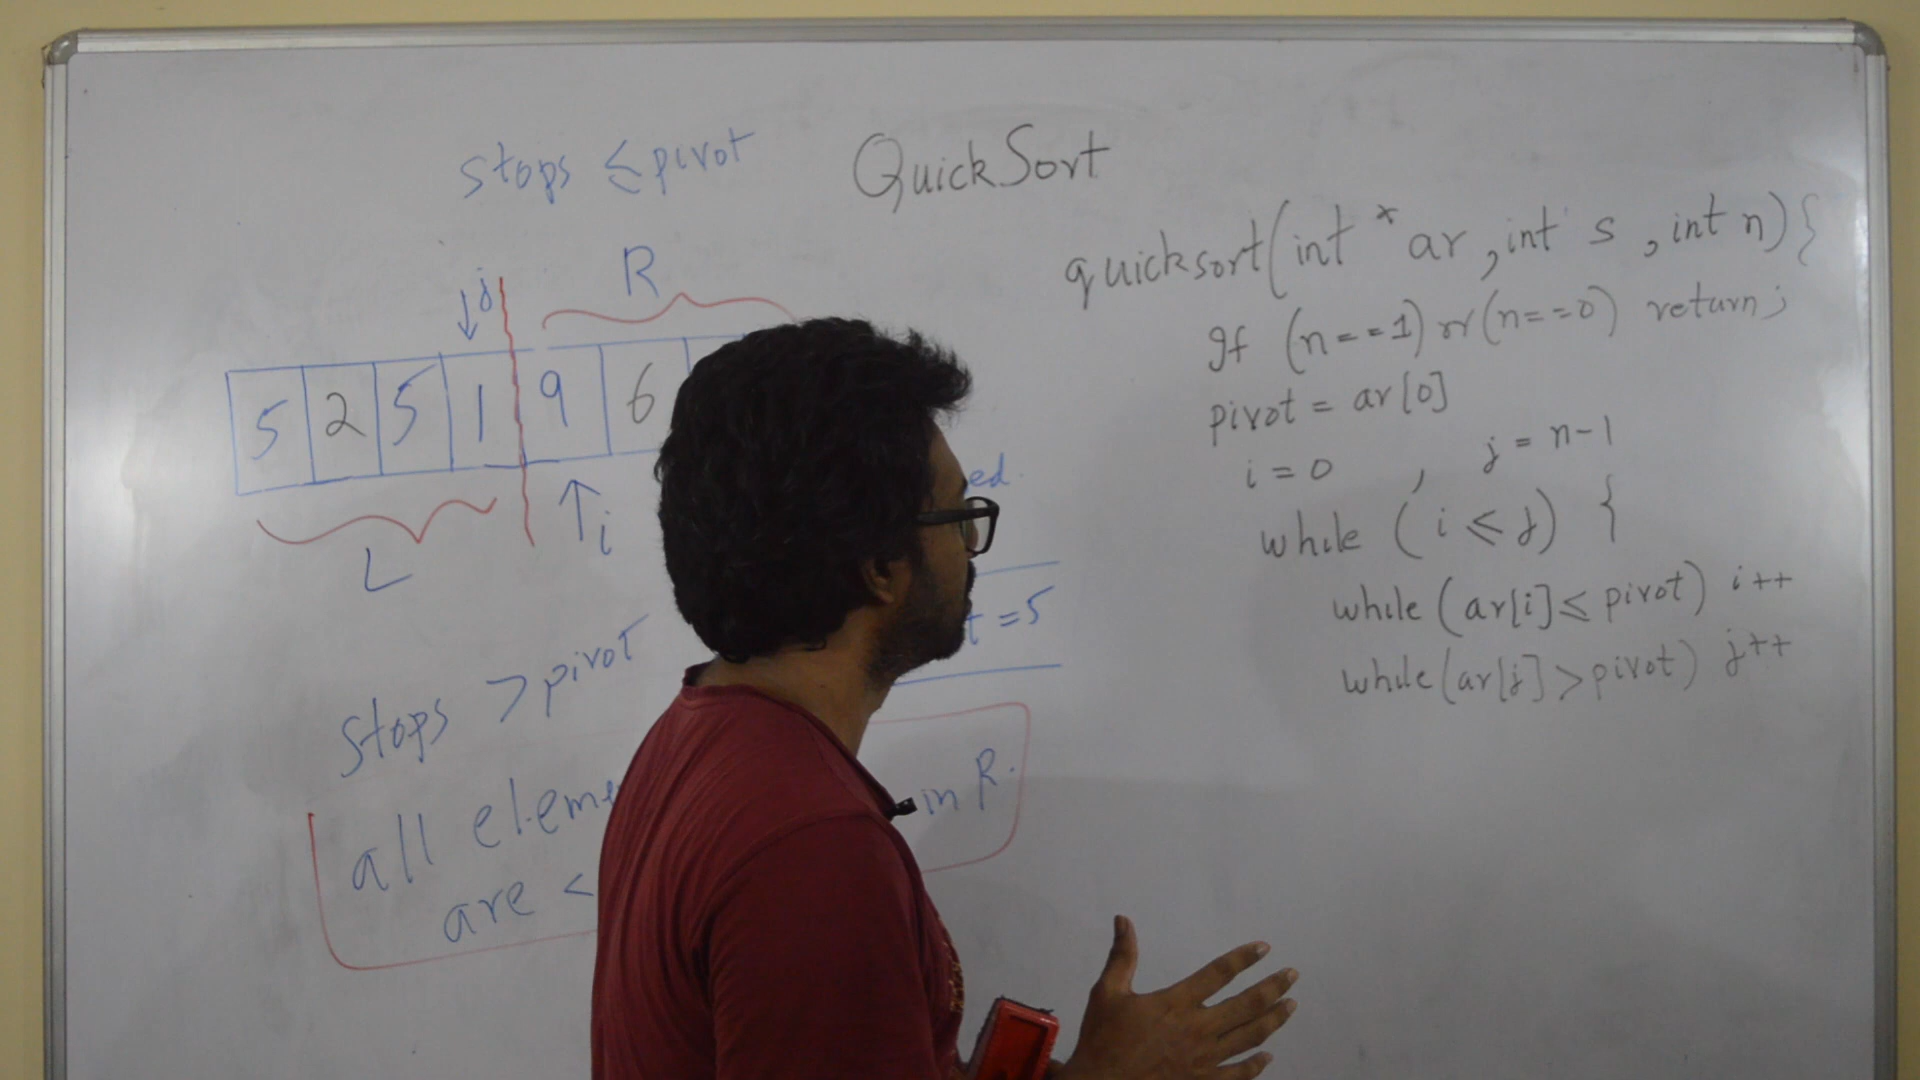 stops ≤ pivot
QuickSort
quicksort(int *ar, int s, int n){
If (n==1) or (n==0) return;
pivot = ar[0]
i = 0 , j = n-1
while (i ≤ j) {
while (ar[i] ≤ pivot) i++
while (ar[j] > pivot) j++
R
↓j
5 2 5 1 9 6
↑i
L
= 5
stops > pivot
all in R.
are <